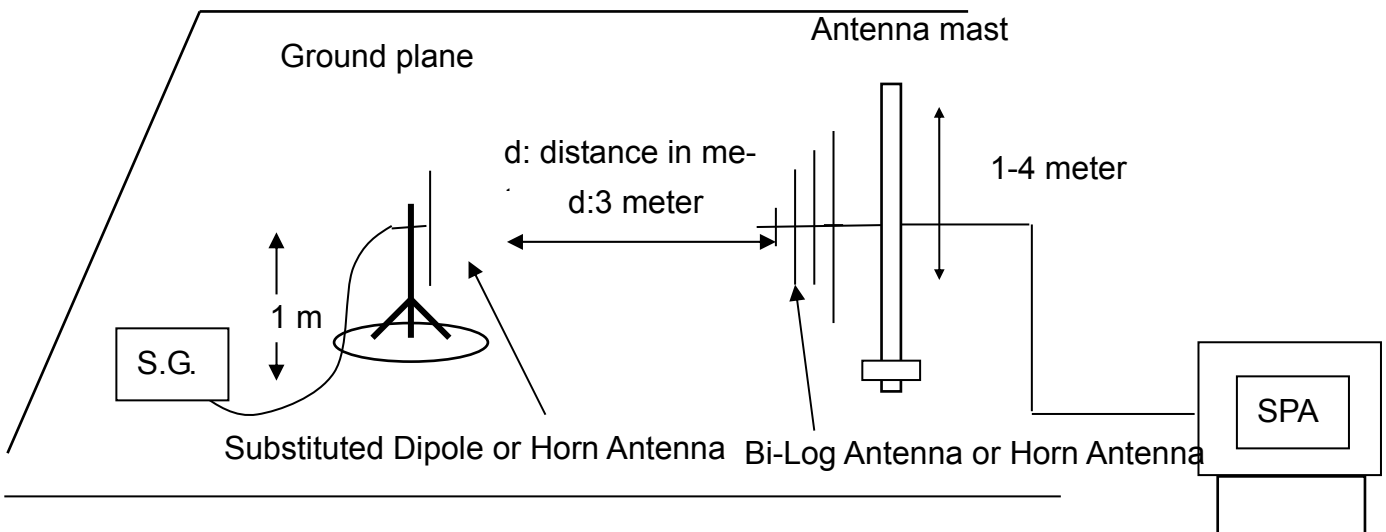 Antenna mast
Ground plane
d: distance in me-
d:3 meter
1-4 meter
1 m
S.G.
SPA
Substituted Dipole or Horn Antenna
Bi-Log Antenna or Horn Antenna